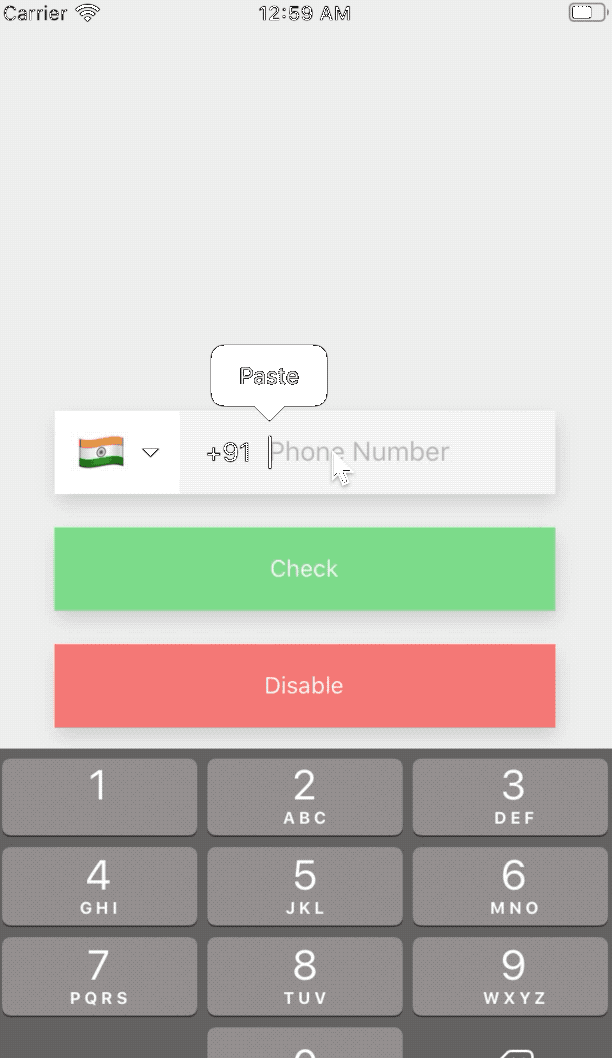 Carrier 12:59 AM
Paste
+91 Phone Number
Check
Disable
1 2 3
ABC DEF
4 5 6
GHI JKL MNO
7 8 9
PQRS TUV WXYZ